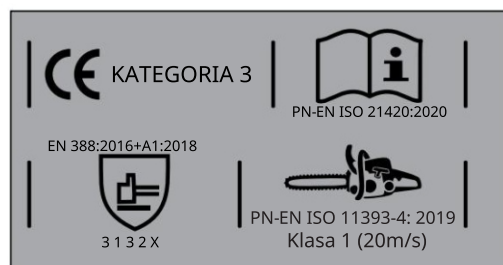 CE KATEGORIA 3
PN-EN ISO 21420:2020
EN 388:2016+A1:2018
3 1 3 2 X
PN-EN ISO 11393-4: 2019
Klasa 1 (20m/s)